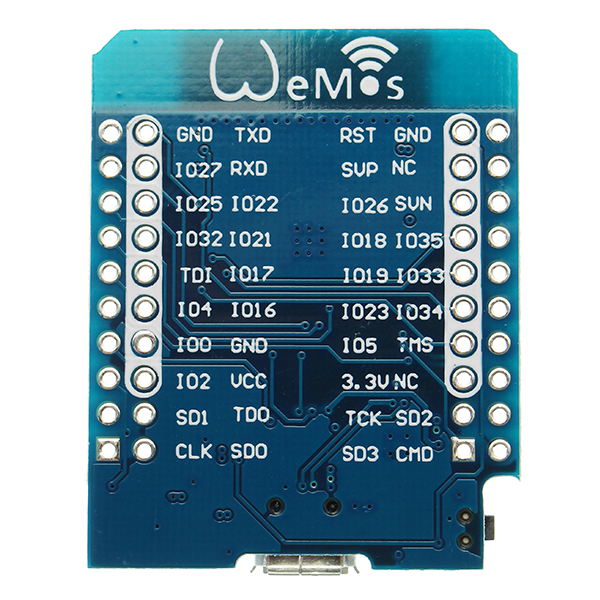 WeMos
GND TXD RST GND
IO27 RXD SVP NC
IO25 IO22 IO26 SVN
IO32 IO21 IO18 IO35
TDI IO17 IO19 IO33
IO4 IO16 IO23 IO34
IO0 GND IO5 TMS
IO2 VCC 3.3V NC
SD1 TDO TCK SD2
CLK SD0 SD3 CMD